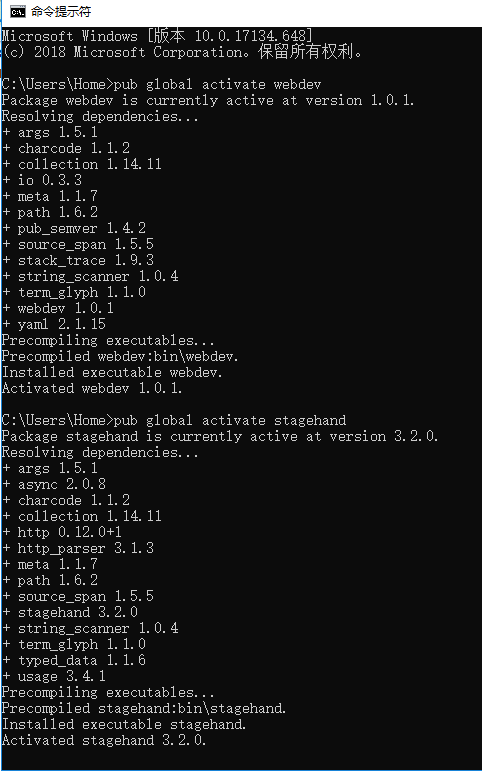 命令提示符
Microsoft Windows [版本 10.0.17134.648]
(c) 2018 Microsoft Corporation。保留所有权利。
C:\Users\Home>pub global activate webdev
Package webdev is currently active at version 1.0.1.
Resolving dependencies...
+ args 1.5.1
+ charcode 1.1.2
+ collection 1.14.11
+ io 0.3.3
+ meta 1.1.7
+ path 1.6.2
+ pub_semver 1.4.2
+ source_span 1.5.5
+ stack_trace 1.9.3
+ string_scanner 1.0.4
+ term_glyph 1.1.0
+ webdev 1.0.1
+ yaml 2.1.15
Precompiling executables...
Precompiled webdev:bin\webdev.
Installed executable webdev.
Activated webdev 1.0.1.
C:\Users\Home>pub global activate stagehand
Package stagehand is currently active at version 3.2.0.
Resolving dependencies...
+ args 1.5.1
+ async 2.0.8
+ charcode 1.1.2
+ collection 1.14.11
+ http 0.12.0+1
+ http_parser 3.1.3
+ meta 1.1.7
+ path 1.6.2
+ source_span 1.5.5
+ stagehand 3.2.0
+ string_scanner 1.0.4
+ term_glyph 1.1.0
+ typed_data 1.1.6
+ usage 3.4.1
Precompiling executables...
Precompiled stagehand:bin\stagehand.
Installed executable stagehand.
Activated stagehand 3.2.0.